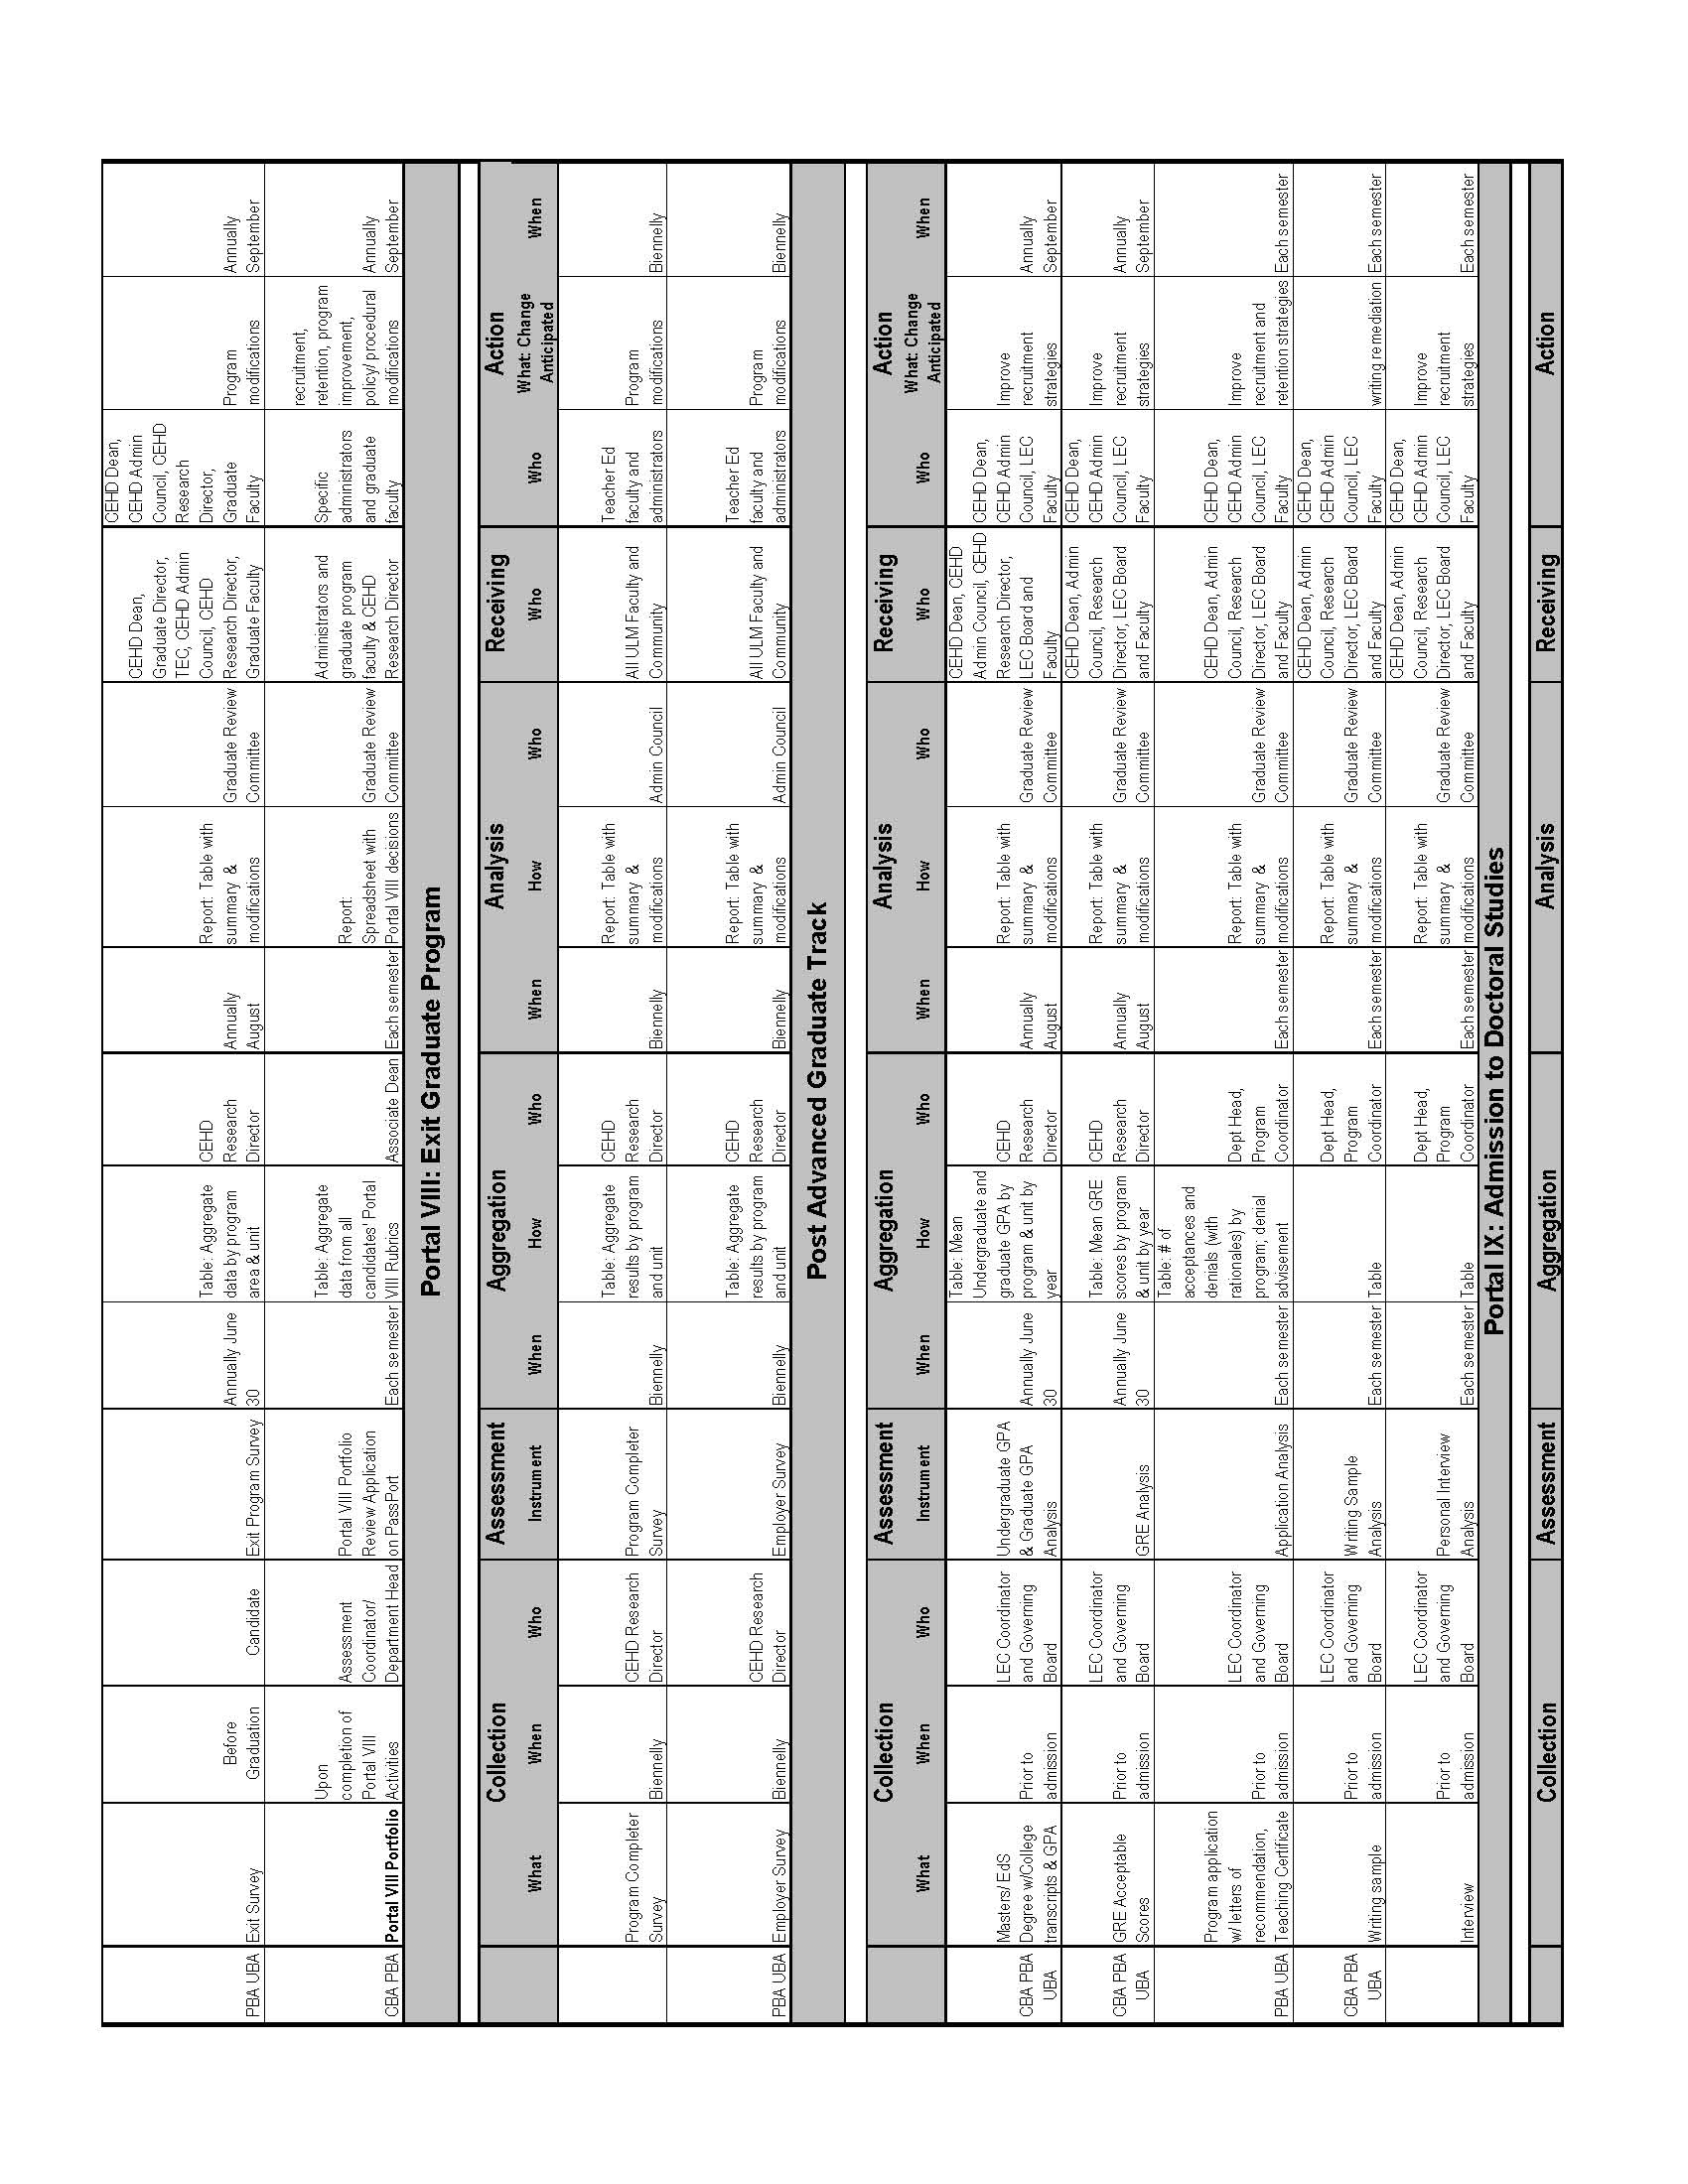 PBA UBA
Exit Survey
Before
Graduation
Candidate
Exit Program Survey
Annually June
30
Table: Aggregate
data by program
area & unit
CEHD
Research
Director
Annually
August
Report: Table with
summary &
modifications
Graduate Review
Committee
CEHD Dean,
Graduate Director,
TEC, CEHD Admin
Council, CEHD
Research Director,
Graduate Faculty
CEHD Dean,
CEHD Admin
Council, CEHD
Research
Director,
Graduate
Faculty
Program
modifications
Annually
September
CBA PBA
Portal VIII Portfolio
Upon
completion of
Portal VIII
Activities
Assessment
Coordinator/
Department Head
Portal VIII Portfolio
Review Application
on PassPort
Each semester
Table: Aggregate
data from all
candidates' Portal
VIII Rubrics
Associate Dean
Each semester
Report:
Spreadsheet with
Portal VIII decisions
Graduate Review
Committee
Administrators and
graduate program
faculty & CEHD
Research Director
Specific
administrators
and graduate
faculty
recruitment,
retention, program
improvement,
policy/ procedural
modifications
Annually
September
Portal VIII: Exit Graduate Program
Collection
Assessment
Aggregation
Analysis
Receiving
Action
What
When
Who
Instrument
When
How
Who
When
How
Who
Who
Who
What: Change
Anticipated
When
Program Completer
Survey
Biennelly
CEHD Research
Director
Program Completer
Survey
Biennelly
Table: Aggregate
results by program
and unit
CEHD
Research
Director
Biennelly
Report: Table with
summary &
modifications
Admin Council
All ULM Faculty and
Community
Teacher Ed
faculty and
administrators
Program
modifications
Biennelly
PBA UBA
Employer Survey
Biennelly
CEHD Research
Director
Employer Survey
Biennelly
Table: Aggregate
results by program
and unit
CEHD
Research
Director
Biennelly
Report: Table with
summary &
modifications
Admin Council
All ULM Faculty and
Community
Teacher Ed
faculty and
administrators
Program
modifications
Biennelly
Post Advanced Graduate Track
Collection
Assessment
Aggregation
Analysis
Receiving
Action
What
When
Who
Instrument
When
How
Who
When
How
Who
Who
Who
What: Change
Anticipated
When
CBA PBA
UBA
Masters/ EdS
Degree w/College
transcripts & GPA
Prior to
admission
LEC Coordinator
and Governing
Board
Undergraduate GPA
& Graduate GPA
Analysis
Annually June
30
Table: Mean
Undergraduate and
graduate GPA by
program & unit by
year
CEHD
Research
Director
Annually
August
Report: Table with
summary &
modifications
Graduate Review
Committee
CEHD Dean, CEHD
Admin Council, CEHD
Research Director,
LEC Board and
Faculty
CEHD Dean,
CEHD Admin
Council, LEC
Faculty
Improve
recruitment
strategies
Annually
September
CBA PBA
UBA
GRE Acceptable
Scores
Prior to
admission
LEC Coordinator
and Governing
Board
GRE Analysis
Annually June
30
Table: Mean GRE
scores by program
& unit by year
CEHD
Research
Director
Annually
August
Report: Table with
summary &
modifications
Graduate Review
Committee
CEHD Dean, Admin
Council, Research
Director, LEC Board
and Faculty
CEHD Dean,
CEHD Admin
Council, LEC
Faculty
Improve
recruitment
strategies
Annually
September
PBA UBA
Program application
w/ letters of
recommendation,
Teaching Certificate
Prior to
admission
LEC Coordinator
and Governing
Board
Application Analysis
Each semester
Table: # of
acceptances and
denials (with
rationales) by
program; denial
advisement
Dept Head,
Program
Coordinator
Each semester
Report: Table with
summary &
modifications
Graduate Review
Committee
CEHD Dean, Admin
Council, Research
Director, LEC Board
and Faculty
CEHD Dean,
CEHD Admin
Council, LEC
Faculty
Improve
recruitment and
retention strategies
Each semester
CBA PBA
UBA
Writing sample
Prior to
admission
LEC Coordinator
and Governing
Board
Writing Sample
Analysis
Each semester
Table
Dept Head,
Program
Coordinator
Each semester
Report: Table with
summary &
modifications
Graduate Review
Committee
CEHD Dean, Admin
Council, Research
Director, LEC Board
and Faculty
CEHD Dean,
CEHD Admin
Council, LEC
Faculty
writing remediation
Each semester
Interview
Prior to
admission
LEC Coordinator
and Governing
Board
Personal Interview
Analysis
Each semester
Table
Dept Head,
Program
Coordinator
Each semester
Report: Table with
summary &
modifications
Graduate Review
Committee
CEHD Dean, Admin
Council, Research
Director, LEC Board
and Faculty
CEHD Dean,
CEHD Admin
Council, LEC
Faculty
Improve
recruitment
strategies
Each semester
Portal IX: Admission to Doctoral Studies
Collection
Assessment
Aggregation
Analysis
Receiving
Action